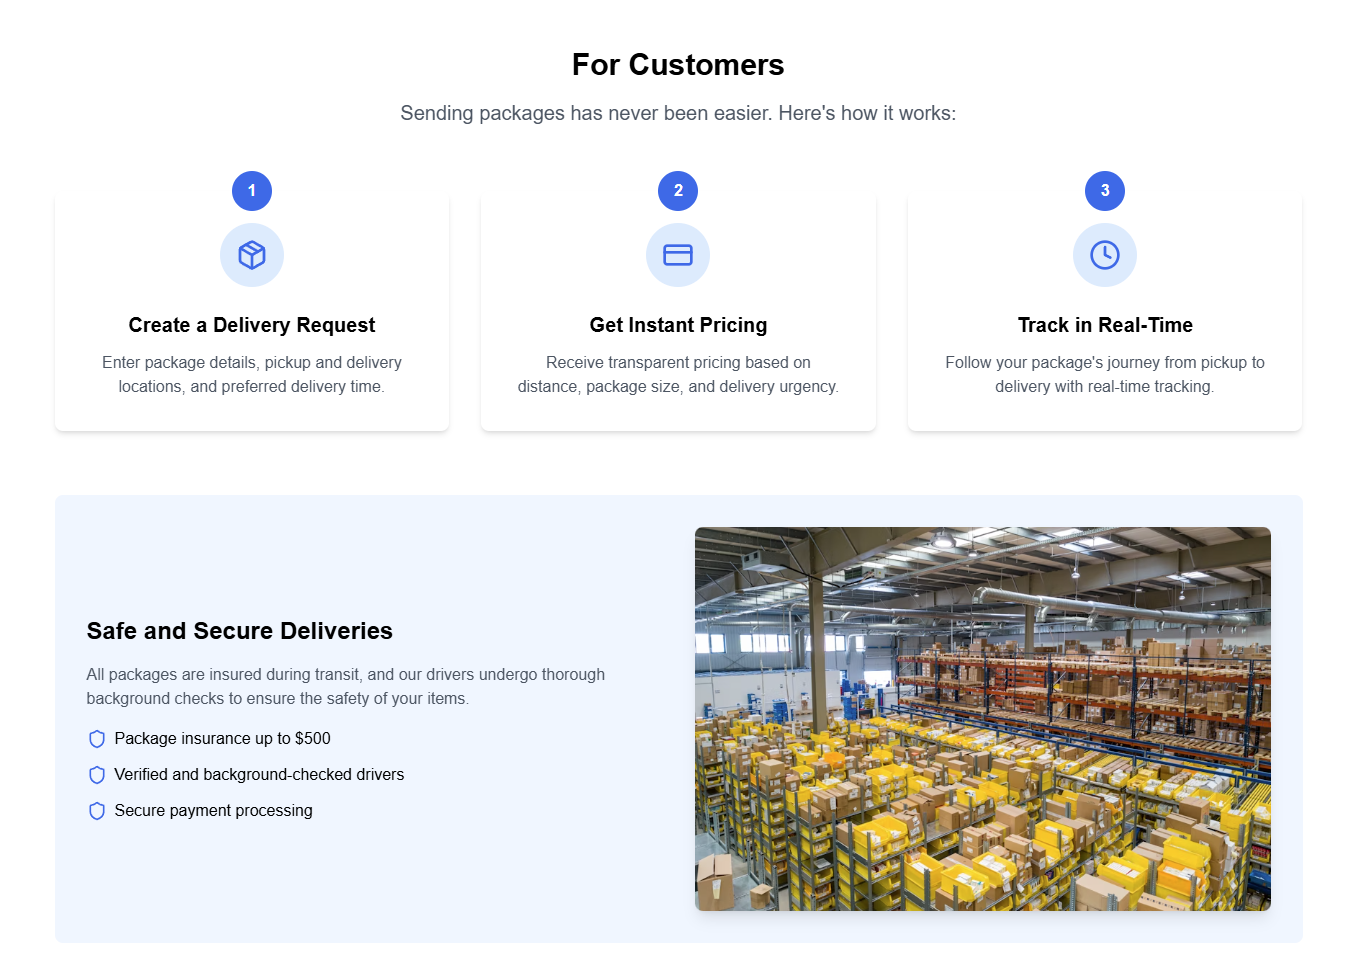 For Customers
Sending packages has never been easier. Here's how it works:
1
Create a Delivery Request
Enter package details, pickup and delivery
locations, and preferred delivery time.
2
Get Instant Pricing
Receive transparent pricing based on
distance, package size, and delivery urgency.
3
Track in Real-Time
Follow your package's journey from pickup to
delivery with real-time tracking.
Safe and Secure Deliveries
All packages are insured during transit, and our drivers undergo thorough
background checks to ensure the safety of your items.
Package insurance up to $500
Verified and background-checked drivers
Secure payment processing